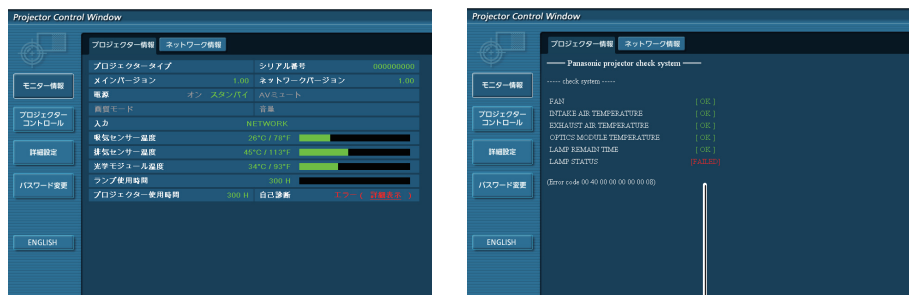 Projector Control Window
プロジェクター情報 ネットワーク情報
プロジェクタータイプ シリアル番号 000000000
メインバージョン 1.00 ネットワークバージョン 1.00
電源 オン スタンバイ AVミュート
画質モード 音量
入力 NETWORK
吸気センサー温度 26°C / 78°F
排気センサー温度 45°C / 113°F
光学モジュール温度 34°C / 93°F
ランプ使用時間 300 H
プロジェクター使用時間 300 H 自己診断 エラー ( 詳細表示 )
モニター情報
プロジェクター
コントロール
詳細設定
パスワード変更
ENGLISH
Projector Control Window
プロジェクター情報 ネットワーク情報
Panasonic projector check system
----- check system -----
FAN [ OK ]
INTAKE AIR TEMPERATURE [ OK ]
EXHAUST AIR TEMPERATURE [ OK ]
OPTICS MODULE TEMPERATURE [ OK ]
LAMP REMAIN TIME [ OK ]
LAMP STATUS [FAILED]
(Error code 00 40 00 00 00 00 00 08)
モニター情報
プロジェクター
コントロール
詳細設定
パスワード変更
ENGLISH